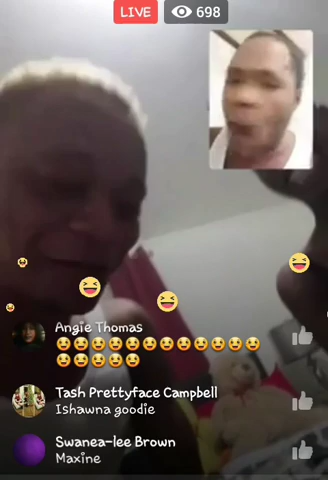 LIVE 698
Angie Thomas
😆😆😆😆😆😆😆😆😆😆😆😆
😆😆😆😆😆
Tash Prettyface Campbell
Ishawna goodie
Swanea-lee Brown
Maxine